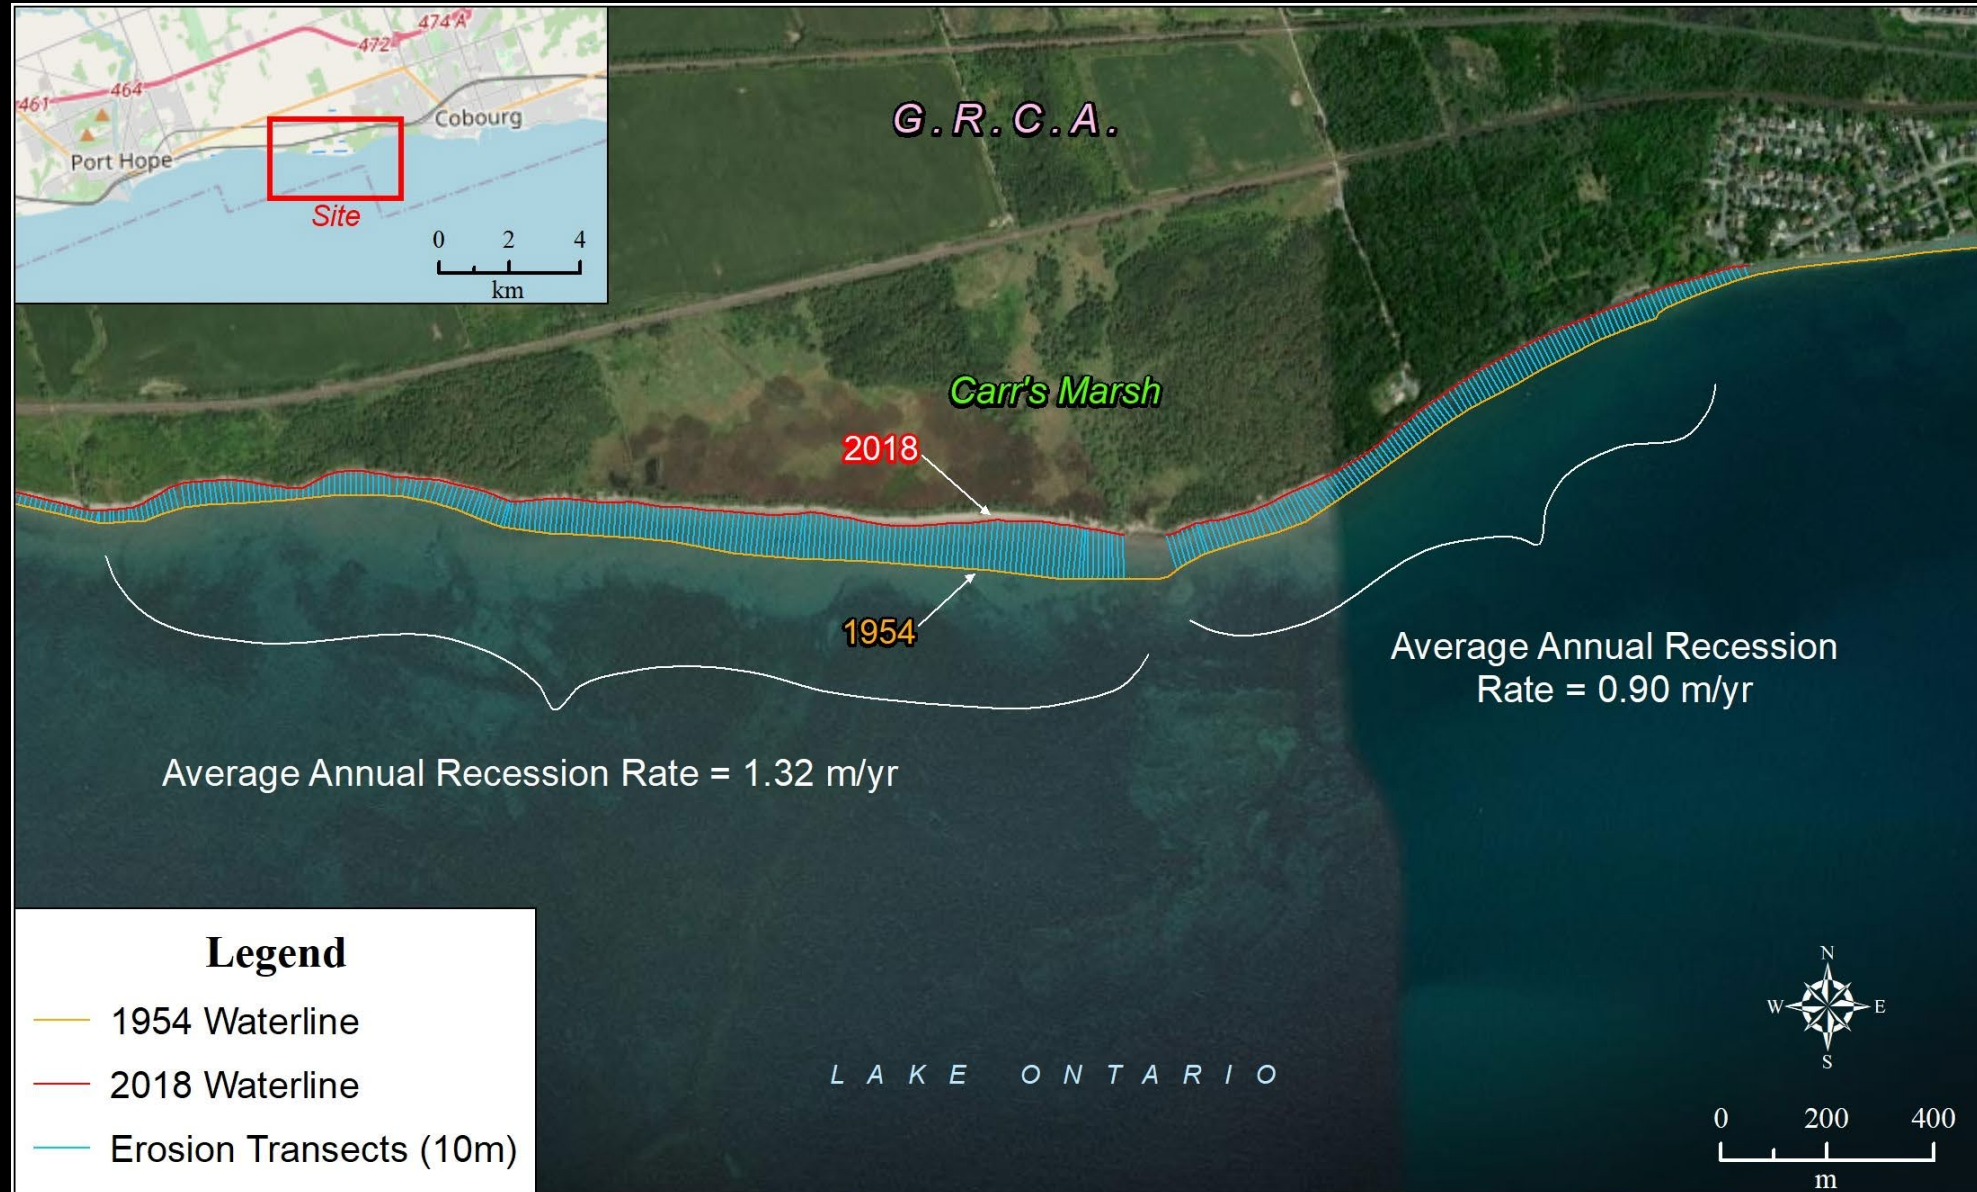 474 A
472
464
461
Cobourg
Port Hope
Site
0 2 4
km
G.R.C.A.
Carr's Marsh
2018
1954
Average Annual Recession
Rate = 0.90 m/yr
Average Annual Recession Rate = 1.32 m/yr
Legend
1954 Waterline
2018 Waterline
Erosion Transects (10m)
LAKE ONTARIO
N
W E
S
0 200 400
m